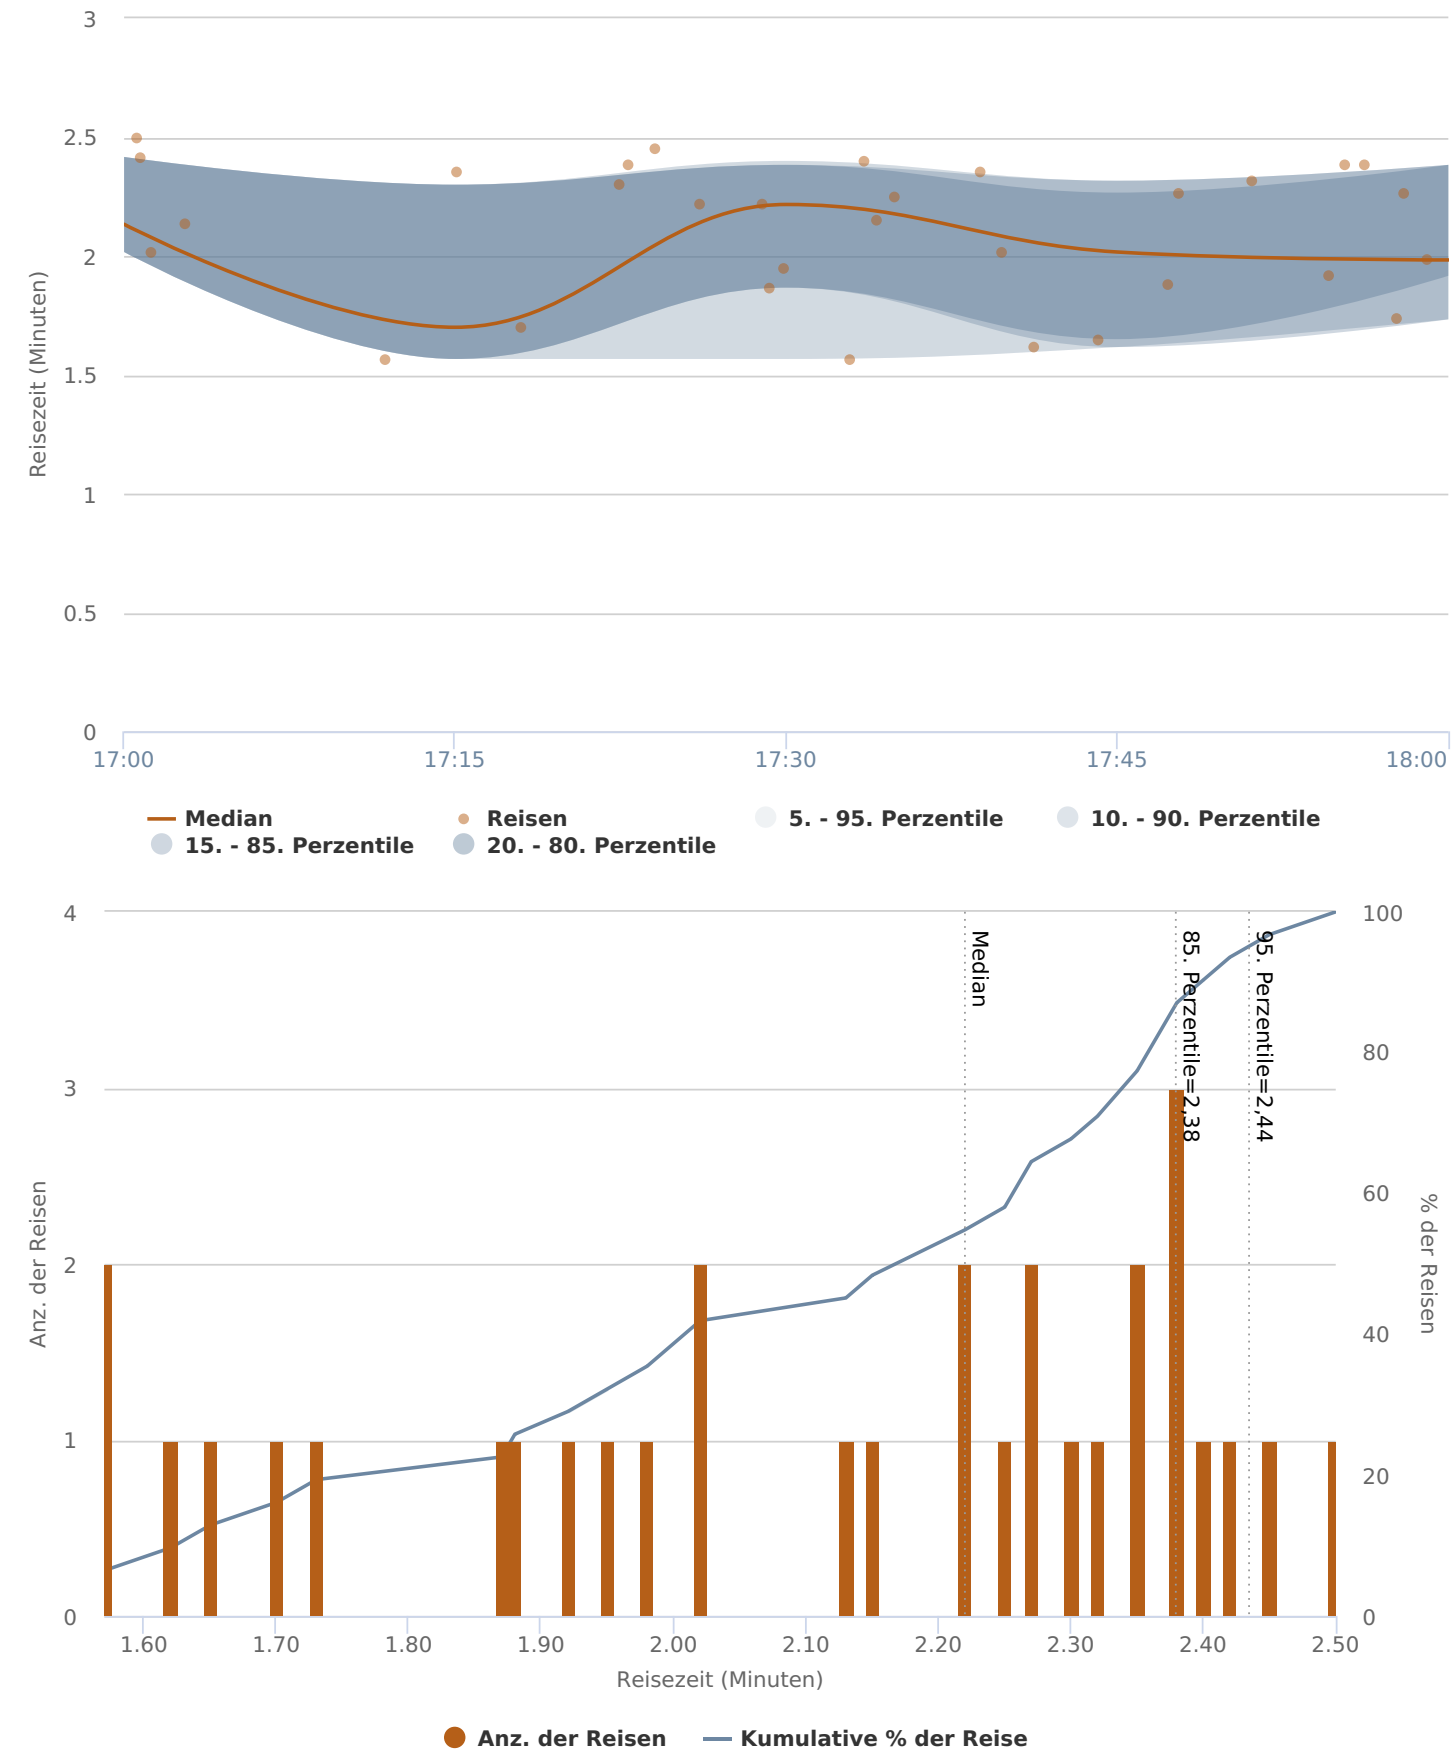 3
2.5
2
1.5
1
0.5
0
Reisezeit (Minuten)
17:00 17:15 17:30 17:45 18:00
Median Reisen 5. - 95. Perzentile 10. - 90. Perzentile
15. - 85. Perzentile 20. - 80. Perzentile
4
3
2
1
0
Anz. der Reisen
Median
85. Perzentile=2,38
95. Perzentile=2,44
100
80
60
40
20
0
% der Reisen
1.60 1.70 1.80 1.90 2.00 2.10 2.20 2.30 2.40 2.50
Reisezeit (Minuten)
Anz. der Reisen Kumulative % der Reise